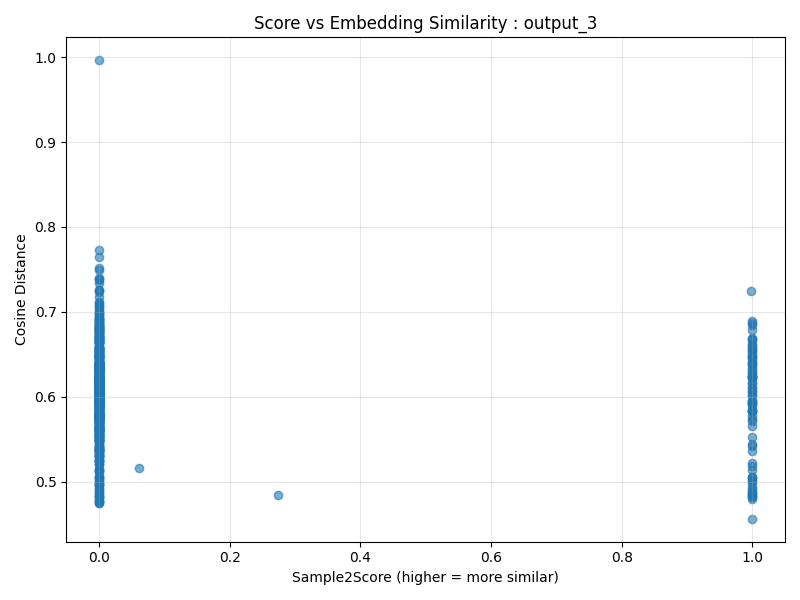 Score vs Embedding Similarity : output_3
1.0
0.9
0.8
0.7
0.6
0.5
Cosine Distance
0.0 0.2 0.4 0.6 0.8 1.0
Sample2Score (higher = more similar)